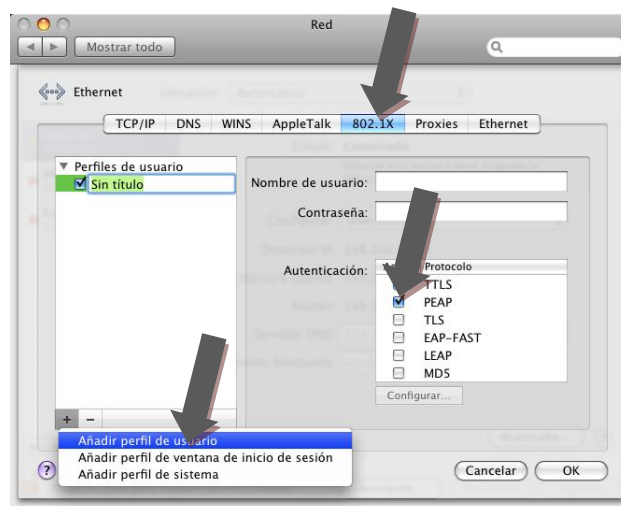 Red
Mostrar todo
Ethernet
TCP/IP DNS WINS AppleTalk 802.1X Proxies Ethernet
Perfiles de usuario
Sin título
Nombre de usuario:
Contraseña:
Autenticación:
Protocolo
TTLS
PEAP
TLS
EAP-FAST
LEAP
MD5
Configurar...
+ -
Añadir perfil de usuario
Añadir perfil de ventana de inicio de sesión
Añadir perfil de sistema
? Cancelar OK